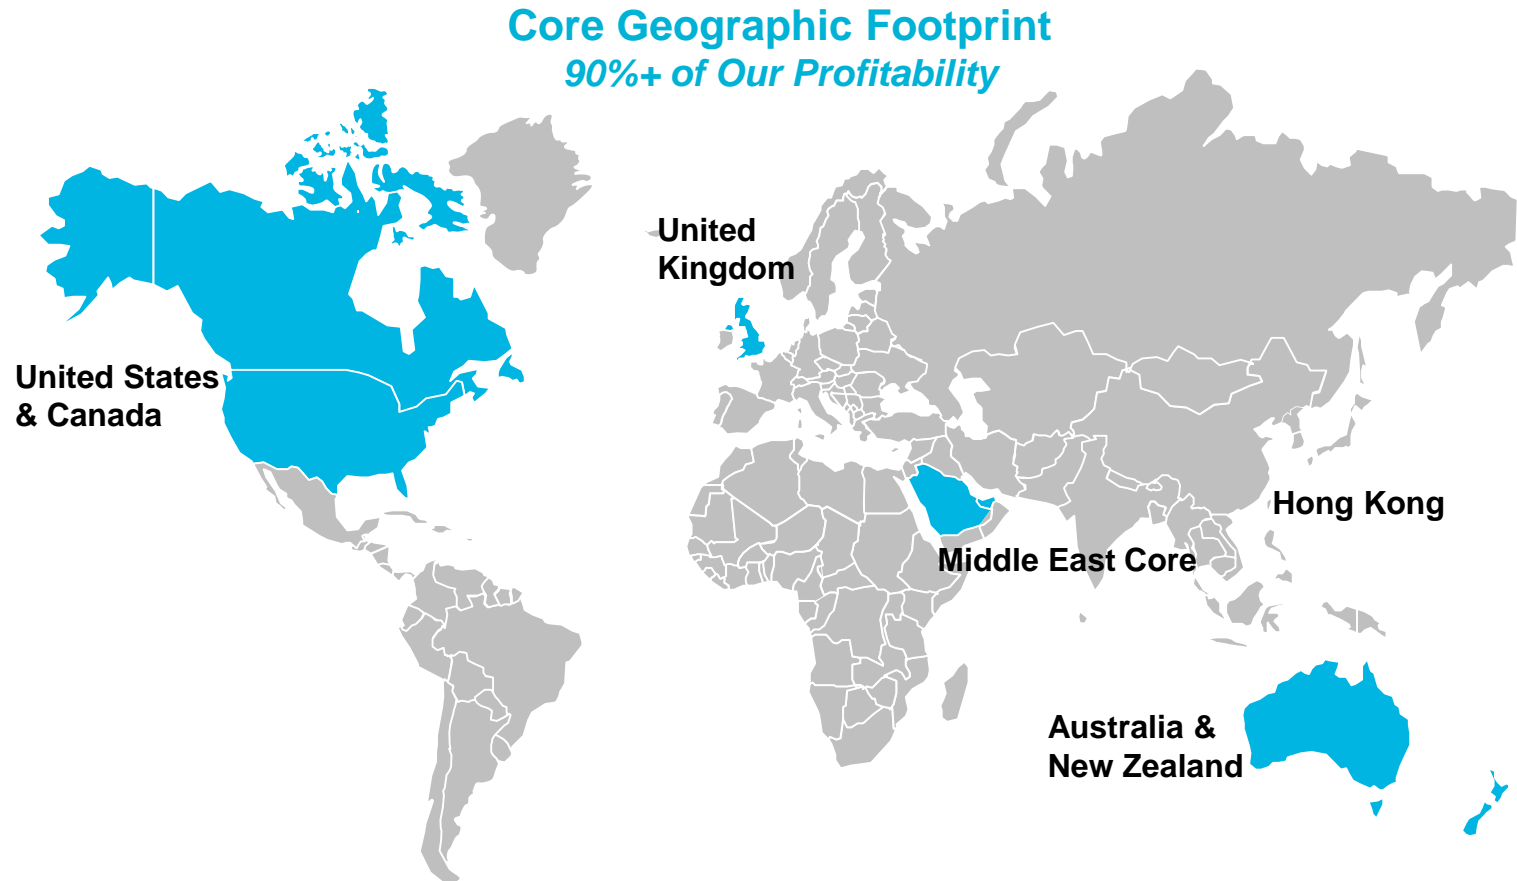 Core Geographic Footprint
90%+ of Our Profitability
United
Kingdom
United States
& Canada
Hong Kong
Middle East Core
Australia &
New Zealand